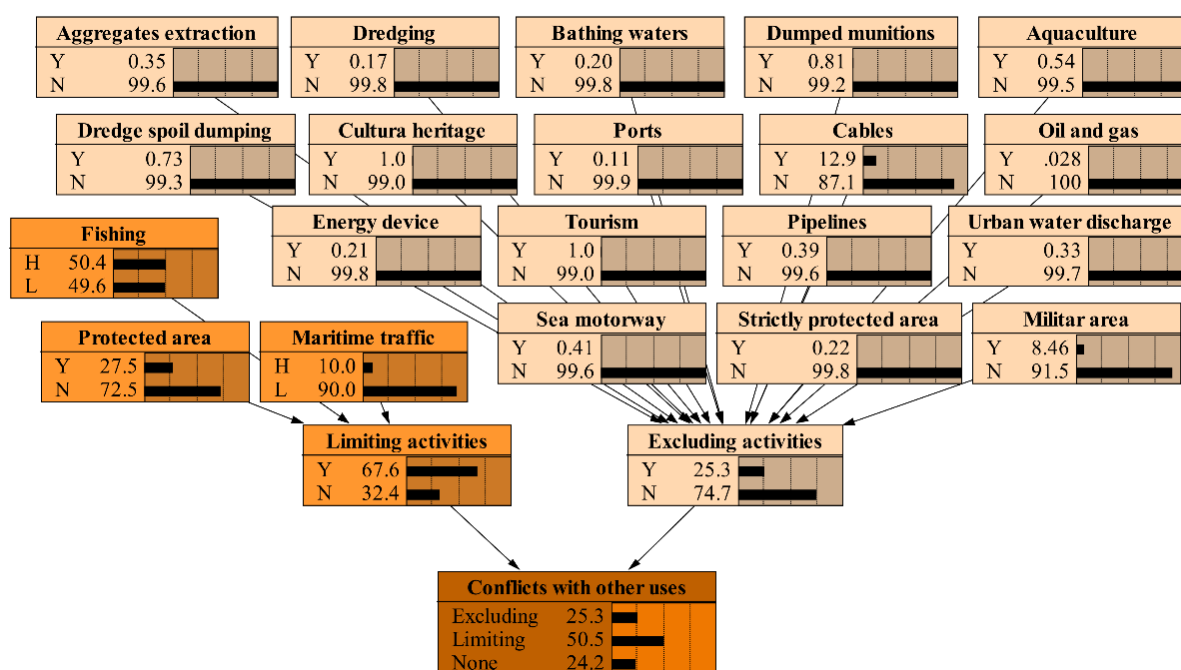 Aggregates extraction
Y 0.35
N 99.6
Dredging
Y 0.17
N 99.8
Bathing waters
Y 0.20
N 99.8
Dumped munitions
Y 0.81
N 99.2
Aquaculture
Y 0.54
N 99.5
Dredge spoil dumping
Y 0.73
N 99.3
Cultura heritage
Y 1.0
N 99.0
Ports
Y 0.11
N 99.9
Cables
Y 12.9
N 87.1
Oil and gas
Y .028
N 100
Fishing
H 50.4
L 49.6
Energy device
Y 0.21
N 99.8
Tourism
Y 1.0
N 99.0
Pipelines
Y 0.39
N 99.6
Urban water discharge
Y 0.33
N 99.7
Protected area
Y 27.5
N 72.5
Maritime traffic
H 10.0
L 90.0
Sea motorway
Y 0.41
N 99.6
Strictly protected area
Y 0.22
N 99.8
Militar area
Y 8.46
N 91.5
Limiting activities
Y 67.6
N 32.4
Excluding activities
Y 25.3
N 74.7
Conflicts with other uses
Excluding 25.3
Limiting 50.5
None 24.2